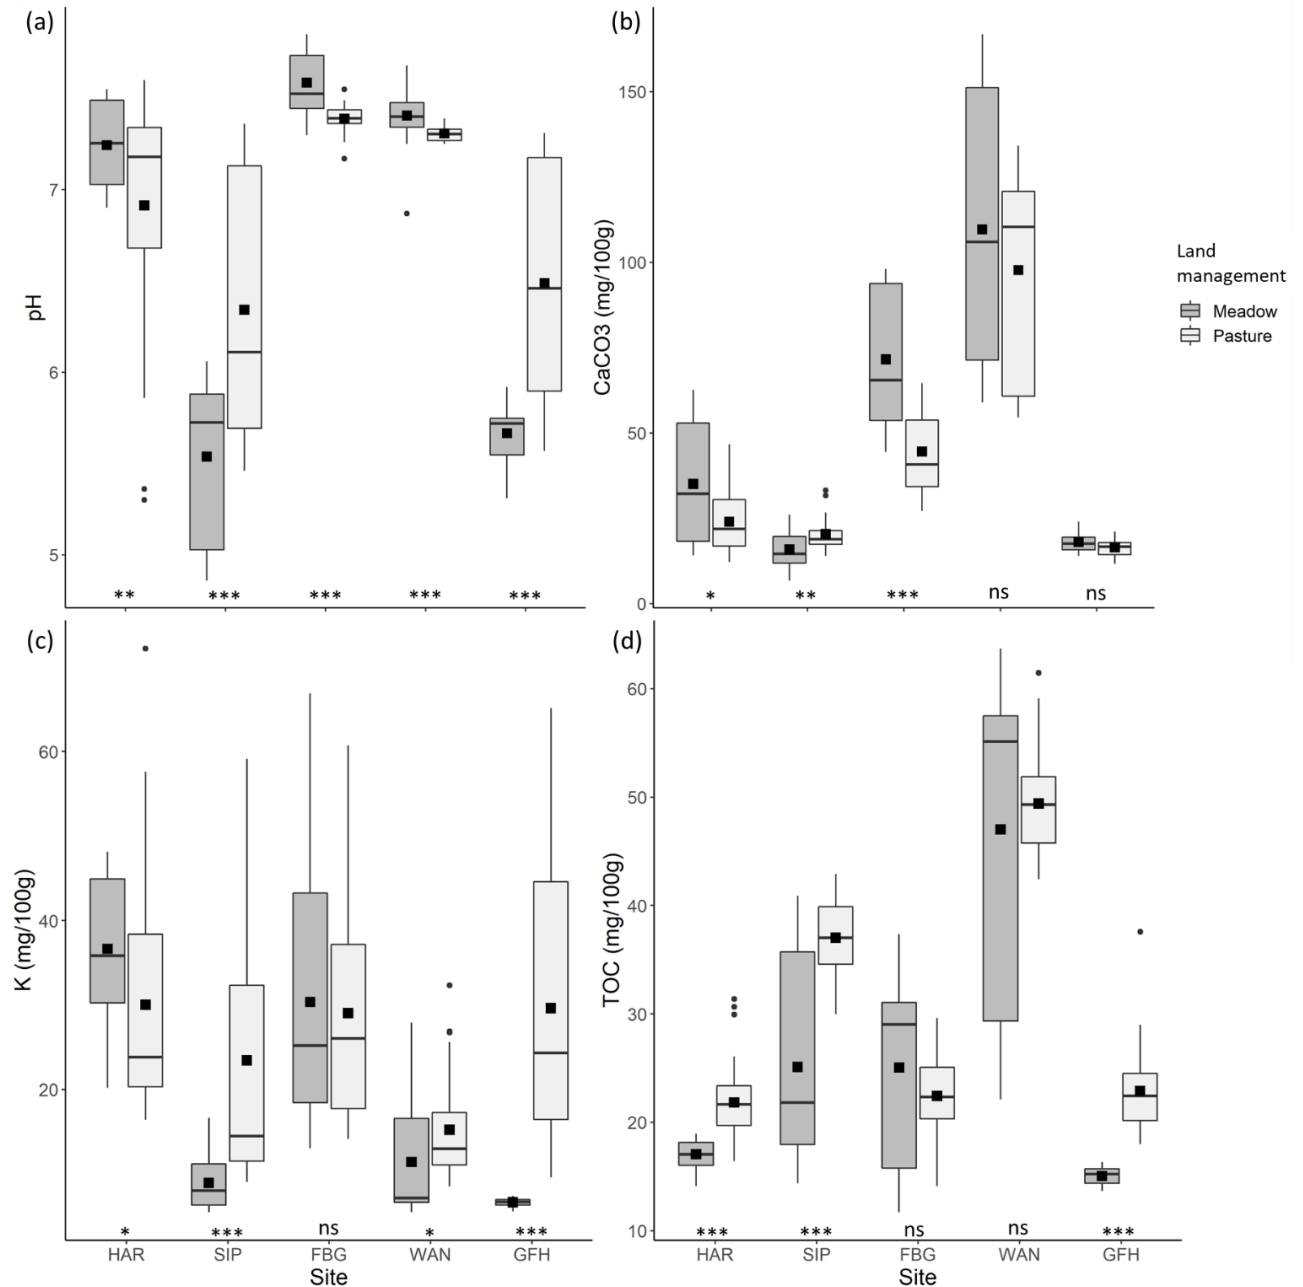 (a)
pH
7
6
5
** *** *** *** ***
(b)
CaCO3 (mg/100g)
150
100
50
0
* ** *** ns ns
Land
management
Meadow
Pasture
(c)
K (mg/100g)
60
40
20
* *** ns * ***
HAR SIP FBG WAN GFH
Site
(d)
TOC (mg/100g)
60
50
40
30
20
10
*** *** ns ns ***
HAR SIP FBG WAN GFH
Site